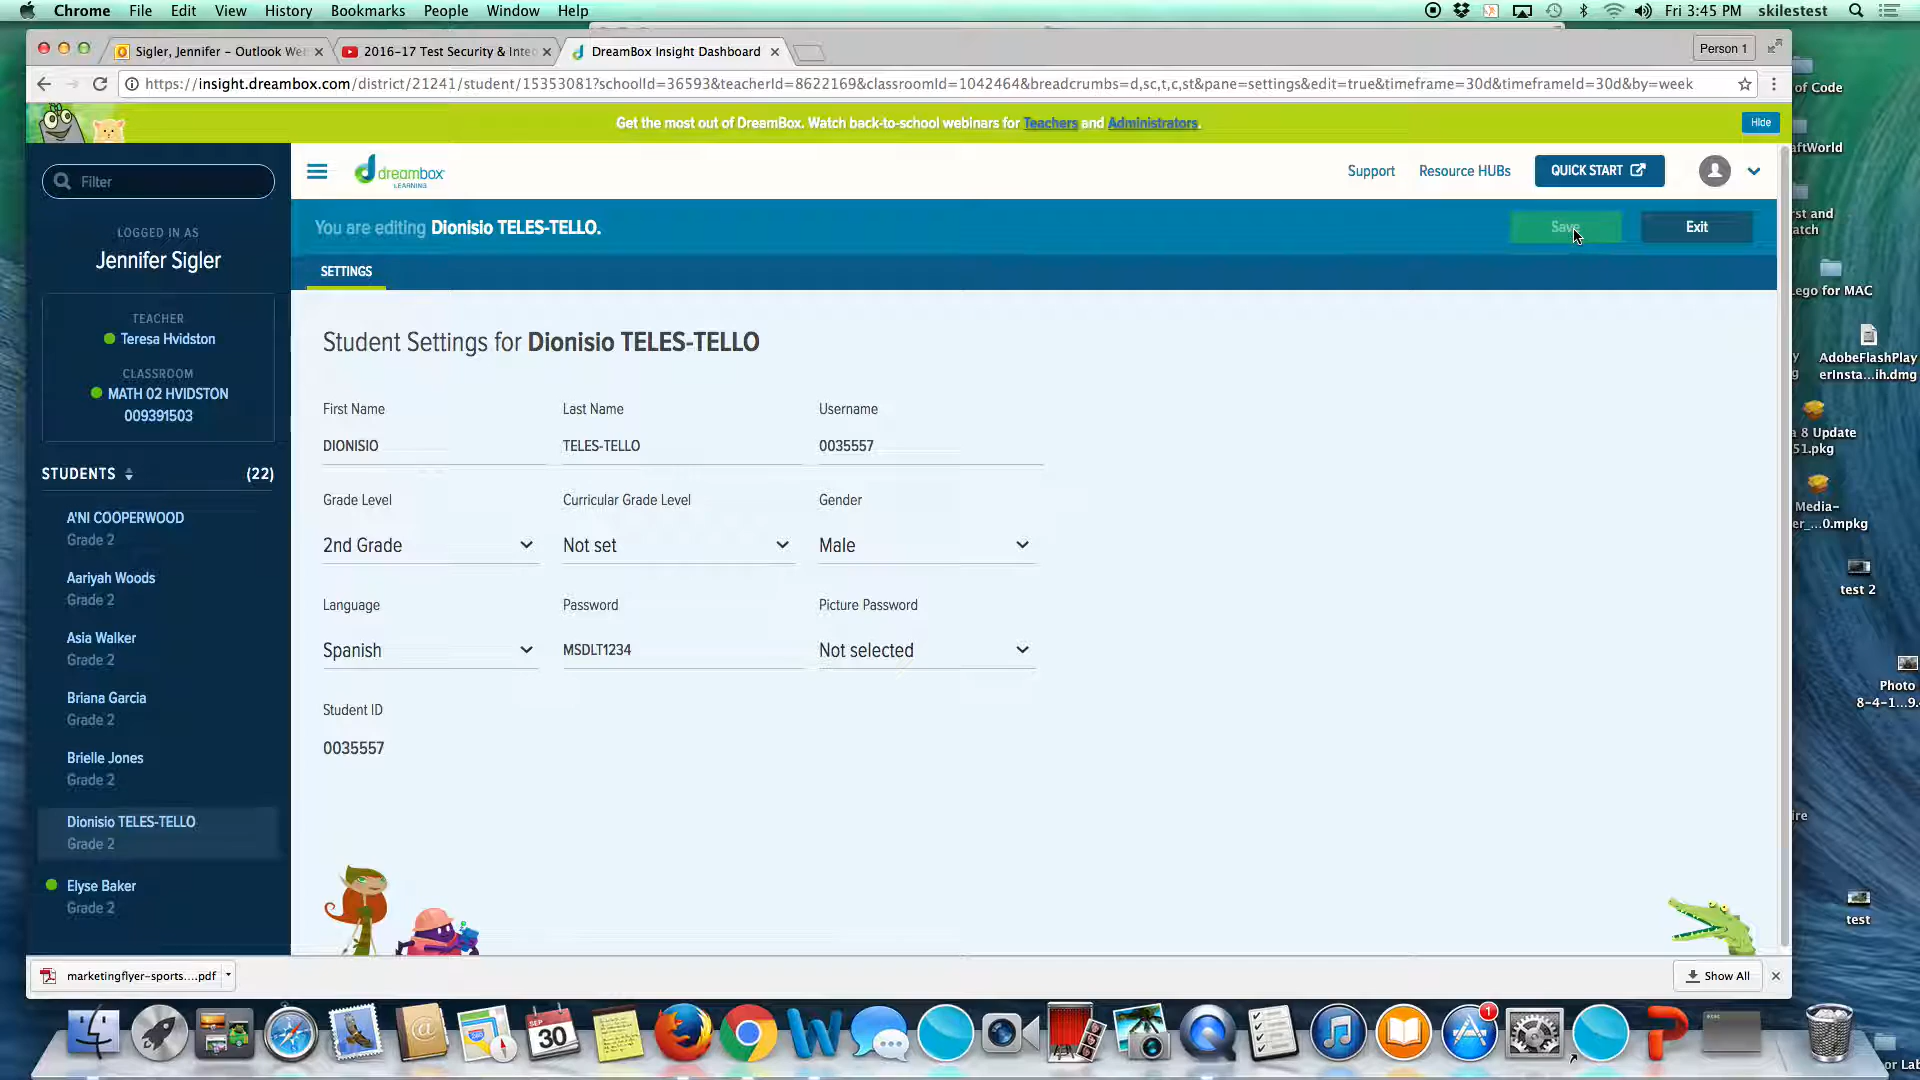 Chrome File Edit View History Bookmarks People Window Help Fri 3:45 PM skilestest
Sigler, Jennifer – Outlook We
2016–17 Test Security & Inte
DreamBox Insight Dashboard
Person 1
https://insight.dreambox.com/district/21241/student/15353081?schoolId=36593&teacherId=8622169&classroomId=1042464&breadcrumbs=d,sc,t,c,st&pane=settings&edit=true&timeframe=30d&timeframeId=30d&by=week
Get the most out of DreamBox. Watch back-to-school webinars for Teachers and Administrators.
Hide
Filter
dreambox
LEARNING
Support
Resource HUBs
QUICK START
You are editing Dionisio TELES-TELLO.
Save
Exit
SETTINGS
LOGGED IN AS
Jennifer Sigler
TEACHER
Teresa Hvidston
CLASSROOM
MATH 02 HVIDSTON
009391503
STUDENTS (22)
A'NI COOPERWOOD
Grade 2
Aariyah Woods
Grade 2
Asia Walker
Grade 2
Briana Garcia
Grade 2
Brielle Jones
Grade 2
Dionisio TELES-TELLO
Grade 2
Elyse Baker
Grade 2
Student Settings for Dionisio TELES-TELLO
First Name Last Name Username
DIONISIO TELES-TELLO 0035557
Grade Level Curricular Grade Level Gender
2nd Grade Not set Male
Language Password Picture Password
Spanish MSDLT1234 Not selected
Student ID
0035557
of Code
aftWorld
rst and
atch
ego for MAC
AdobeFlashPlay
erInsta...ih.dmg
a 8 Update
51.pkg
Media-
er_...0.mpkg
test 2
Photo
8-4-1...9.
ire
test
or Lab
marketingflyer-sports....pdf
Show All
SEP
30
1